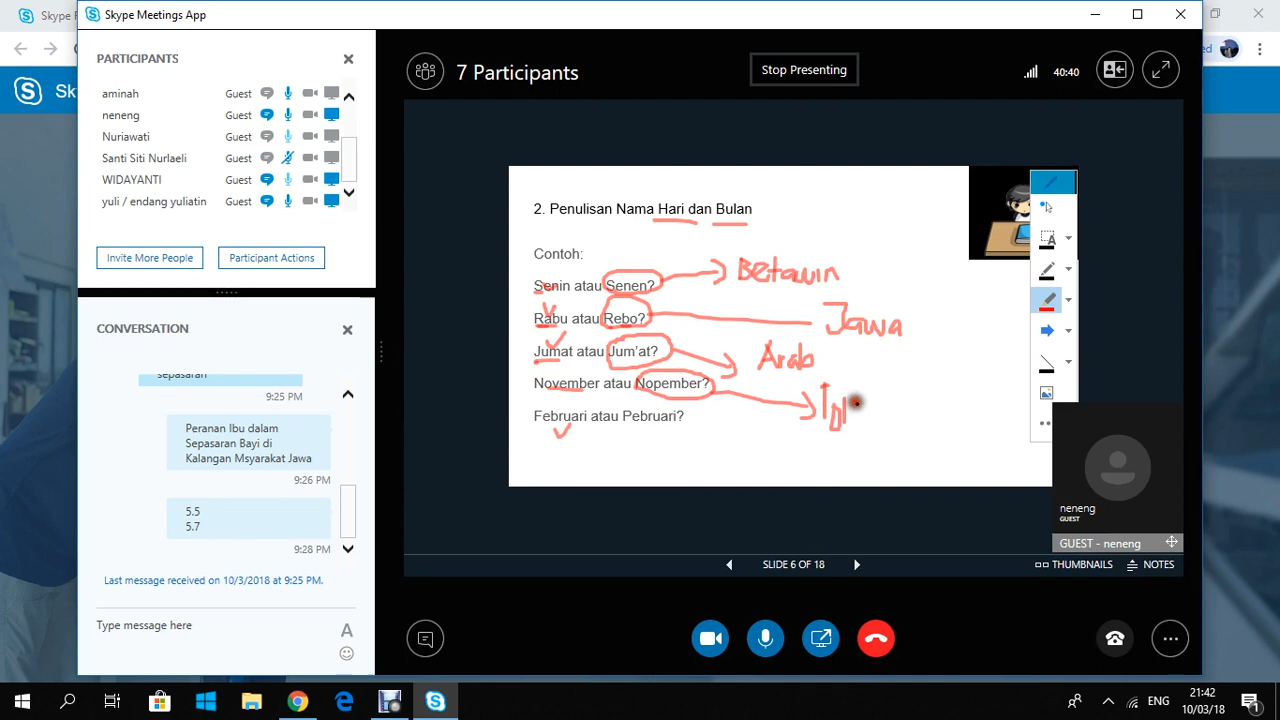 Skype
Skype Meetings App
Sk
PARTICIPANTS
aminah Guest
neneng Guest
Nuriawati Guest
Santi Siti Nurlaeli Guest
WIDAYANTI Guest
yuli / endang yuliatin Guest
Invite More People
Participant Actions
CONVERSATION
sepasaran
9:25 PM
Peranan Ibu dalam
Sepasaran Bayi di
Kalangan Msyarakat Jawa
9:26 PM
5.5
5.7
9:28 PM
Last message received on 10/3/2018 at 9:25 PM.
Type message here
7 Participants
Stop Presenting
40:40
2. Penulisan Nama Hari dan Bulan
Contoh:
Senin atau Senen? Betawin
Rabu atau Rebo? Jawa
Jumat atau Jum'at? Arab
November atau Nopember?
Februari atau Pebruari?
neneng
GUEST
GUEST - neneng
SLIDE 6 OF 18
THUMBNAILS
NOTES
ENG
21:42
10/03/18
1